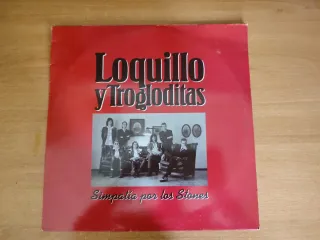 Loquillo
y Trogloditas
Simpatía por los Stones